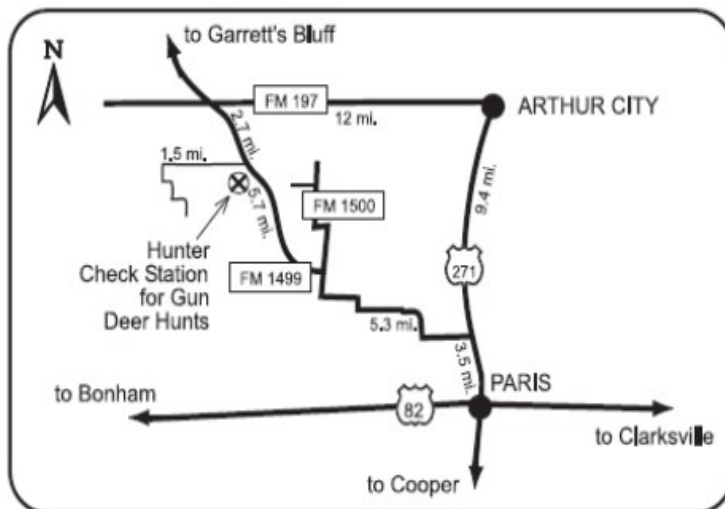 to Garrett's Bluff
N
FM 197
12 mi.
ARTHUR CITY
2.7 mi.
1.5 mi.
5.7 mi.
9.4 mi.
FM 1500
Hunter
Check Station
for Gun
Deer Hunts
FM 1499
271
5.3 mi.
3.5 mi.
PARIS
to Bonham
82
to Clarksville
to Cooper